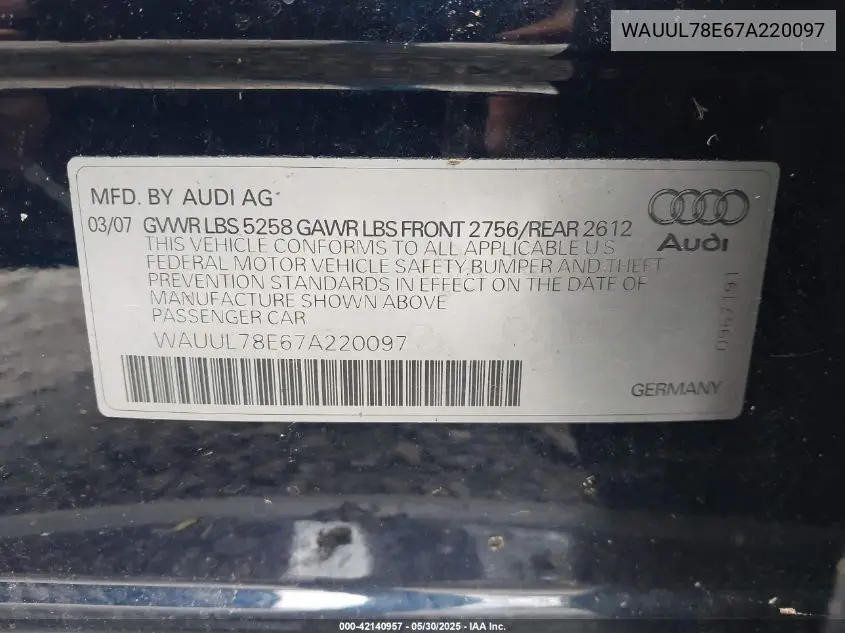 WAUUL78E67A220097
MFD. BY AUDI AG
03/07 GVWR LBS 5258 GAWR LBS FRONT 2756/REAR 2612
THIS VEHICLE CONFORMS TO ALL APPLICABLE U S
FEDERAL MOTOR VEHICLE SAFETY,BUMPER AND THEFT
PREVENTION STANDARDS IN EFFECT ON THE DATE OF
MANUFACTURE SHOWN ABOVE
PASSENGER CAR
WAUUL78E67A220097
Audi
0967191
GERMANY
000-42140957 - 05/30/2025 - IAA Inc.